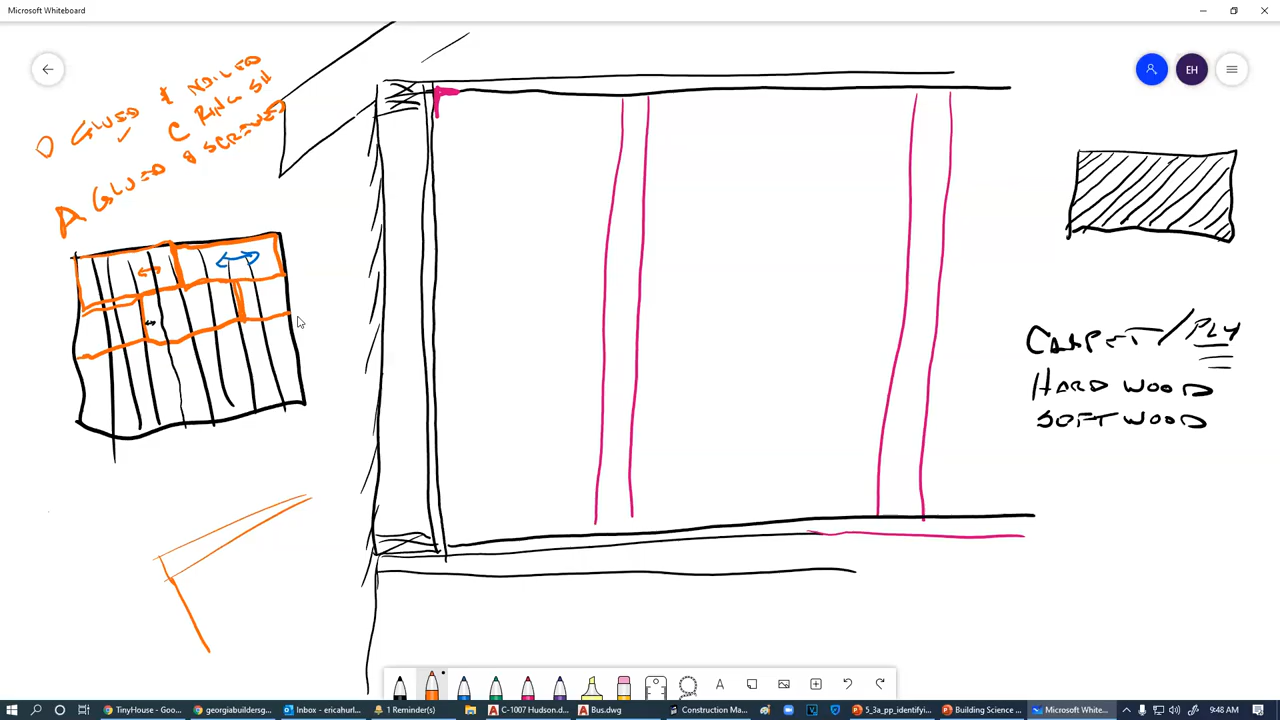 Microsoft Whiteboard
EH
GLUED & NAILED
C RING SH
A GLUED & SCREWED
CARPET/PLY
HARD WOOD
SOFTWOOD
A
TinyHouse - Goo...
georgiabuildersg...
Inbox - ericahurl...
1 Reminder(s)
C-1007 Hudson.d...
Bus.dwg
Construction Ma...
5_3a_pp_identifyi...
Building Science ...
Microsoft White...
9:48 AM